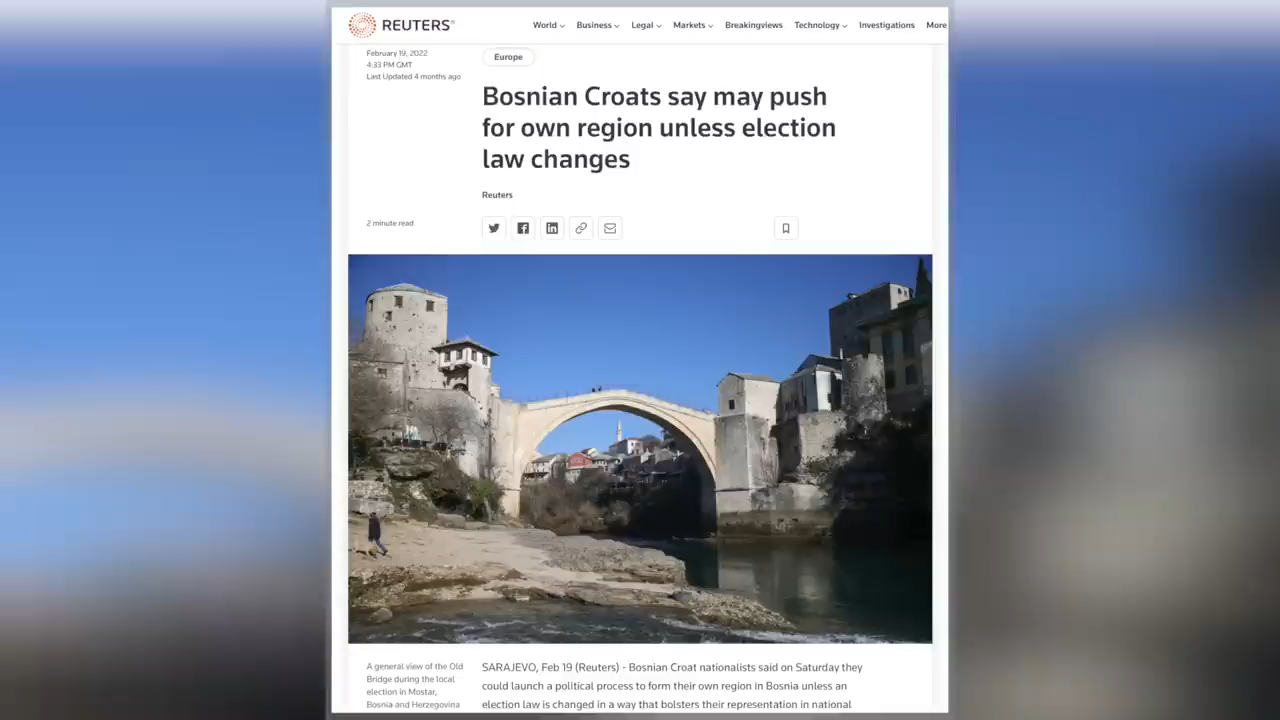 REUTERS®
World Business Legal Markets Breakingviews Technology Investigations More
February 19, 2022
4:33 PM GMT
Last Updated 4 months ago
Europe
Bosnian Croats say may push
for own region unless election
law changes
Reuters
2 minute read
A general view of the Old
Bridge during the local
election in Mostar,
Bosnia and Herzegovina
SARAJEVO, Feb 19 (Reuters) - Bosnian Croat nationalists said on Saturday they
could launch a political process to form their own region in Bosnia unless an
election law is changed in a way that bolsters their representation in national